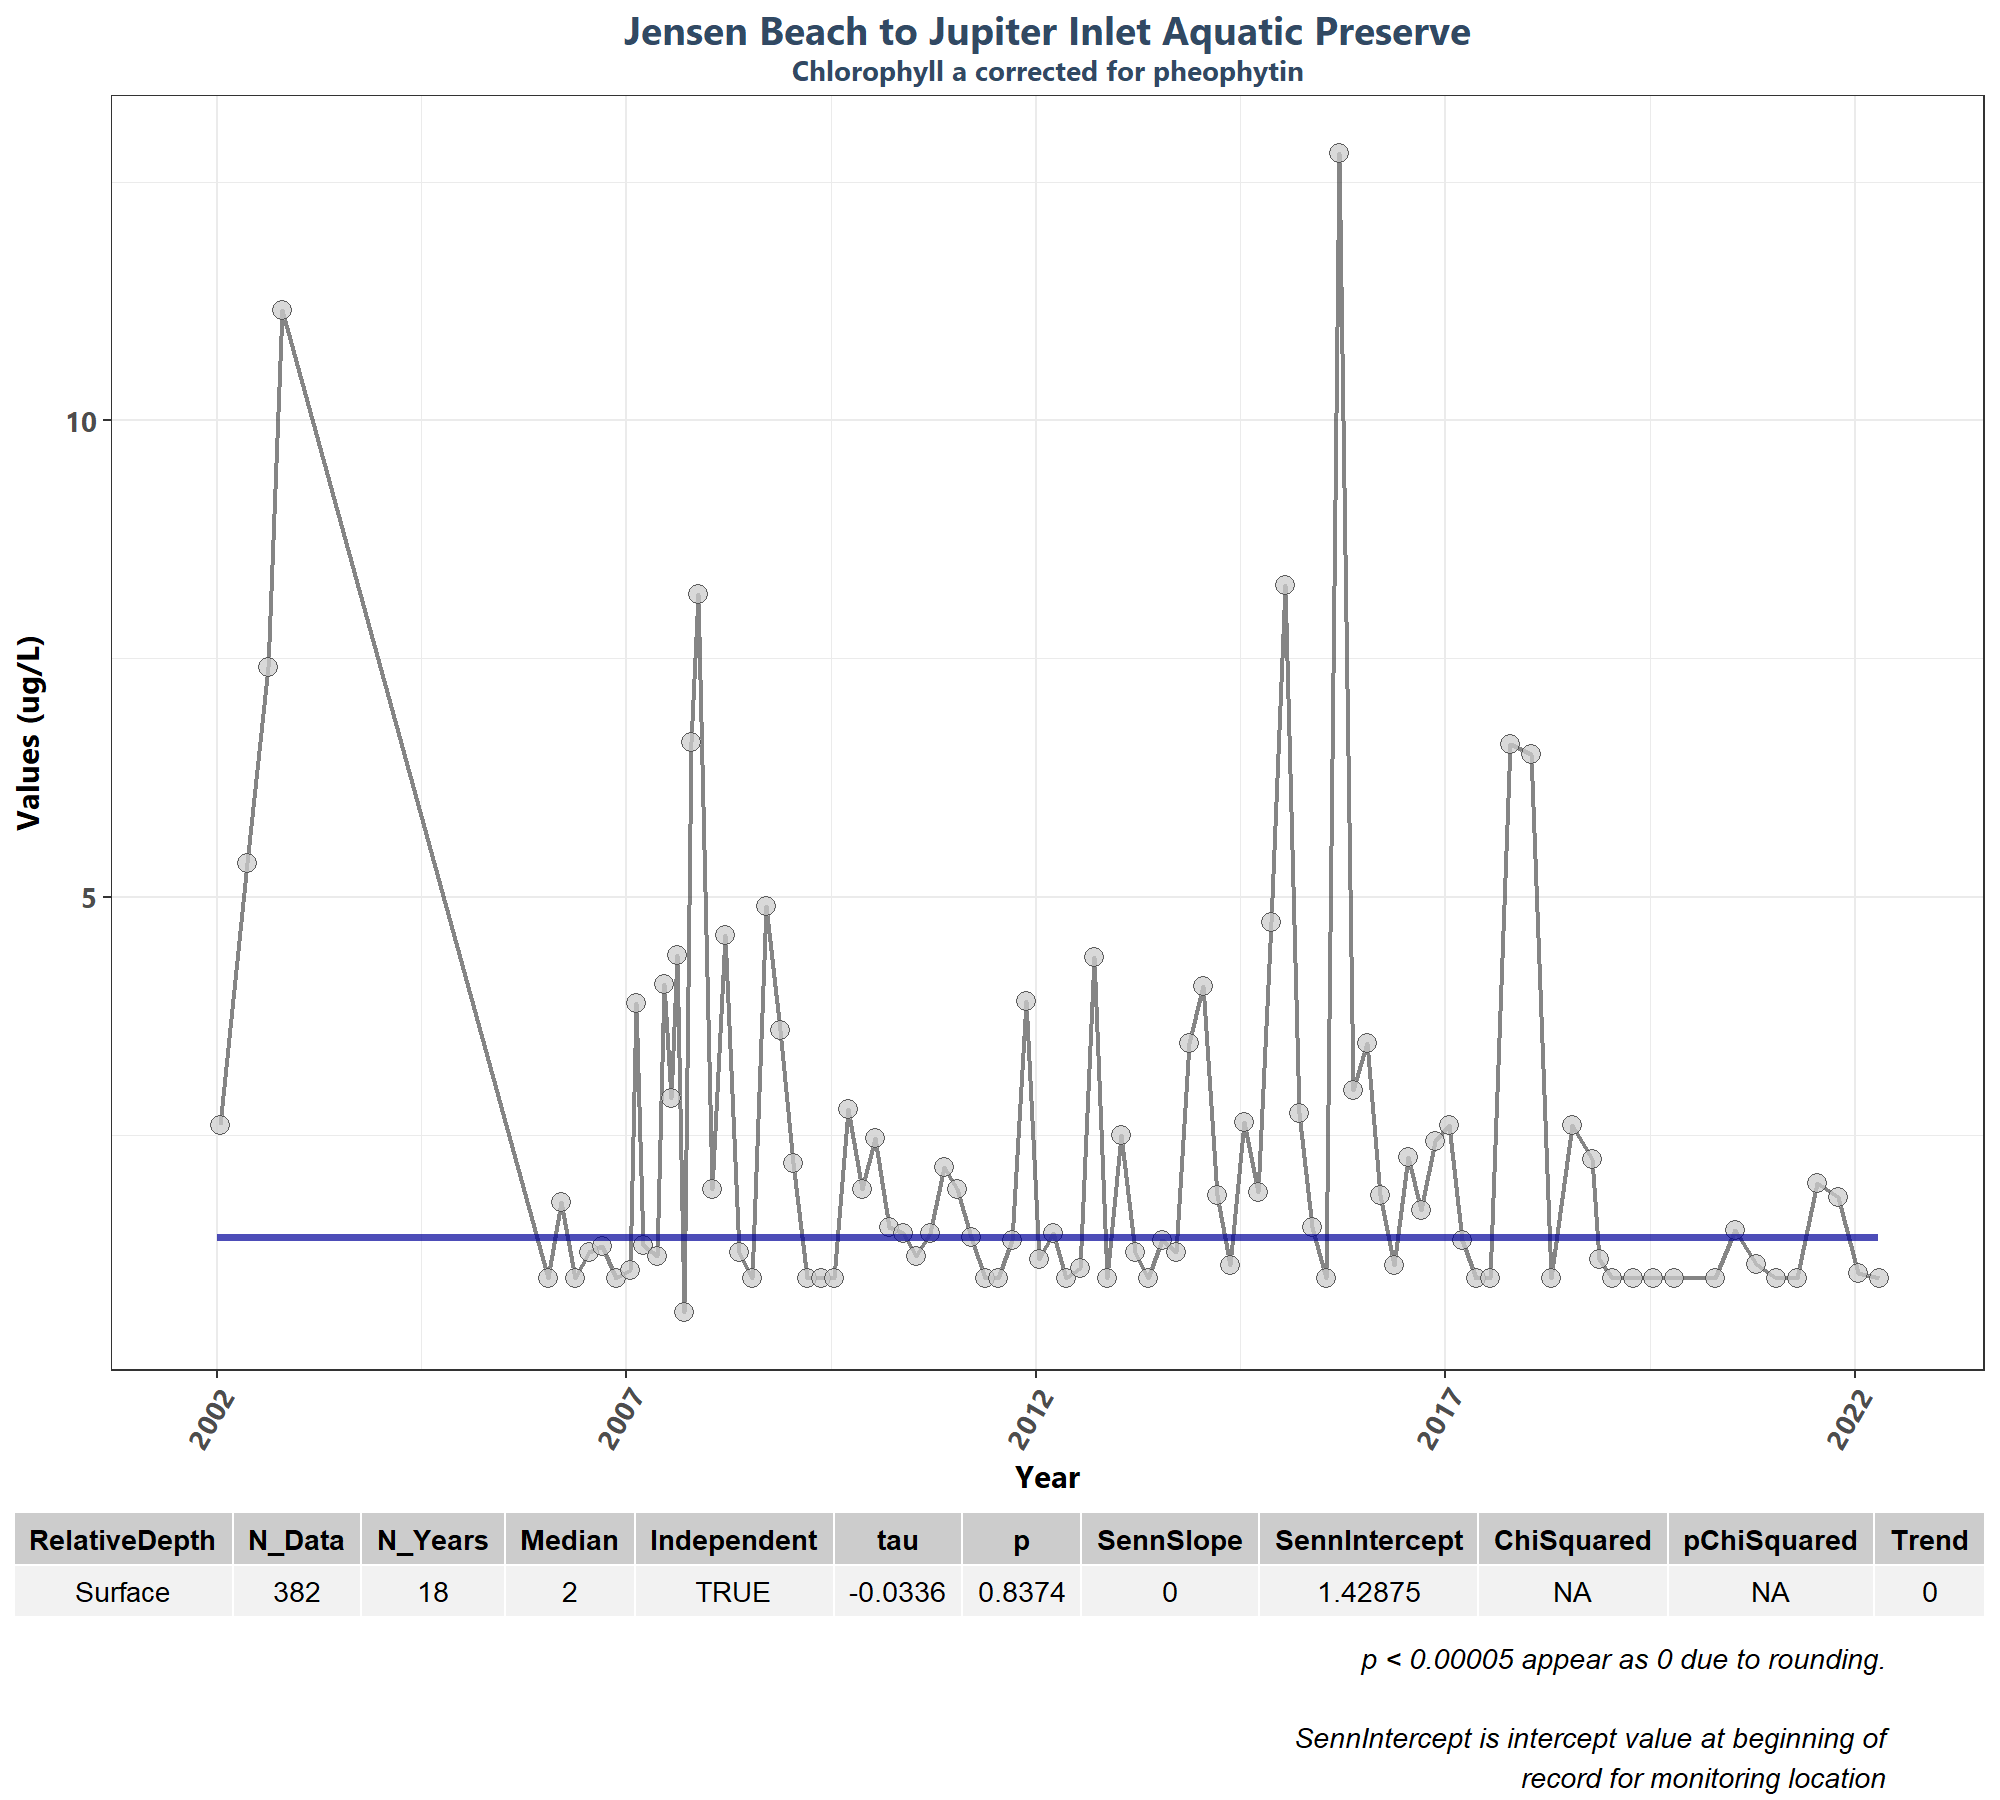 Jensen Beach to Jupiter Inlet Aquatic Preserve
Chlorophyll a corrected for pheophytin
Values (ug/L)
10
5
2002
2007
2012
2017
2022
Year
RelativeDepth N_Data N_Years Median Independent tau p SennSlope SennIntercept ChiSquared pChiSquared Trend
Surface 382 18 2 TRUE -0.0336 0.8374 0 1.42875 NA NA 0
p < 0.00005 appear as 0 due to rounding.
SennIntercept is intercept value at beginning of
record for monitoring location